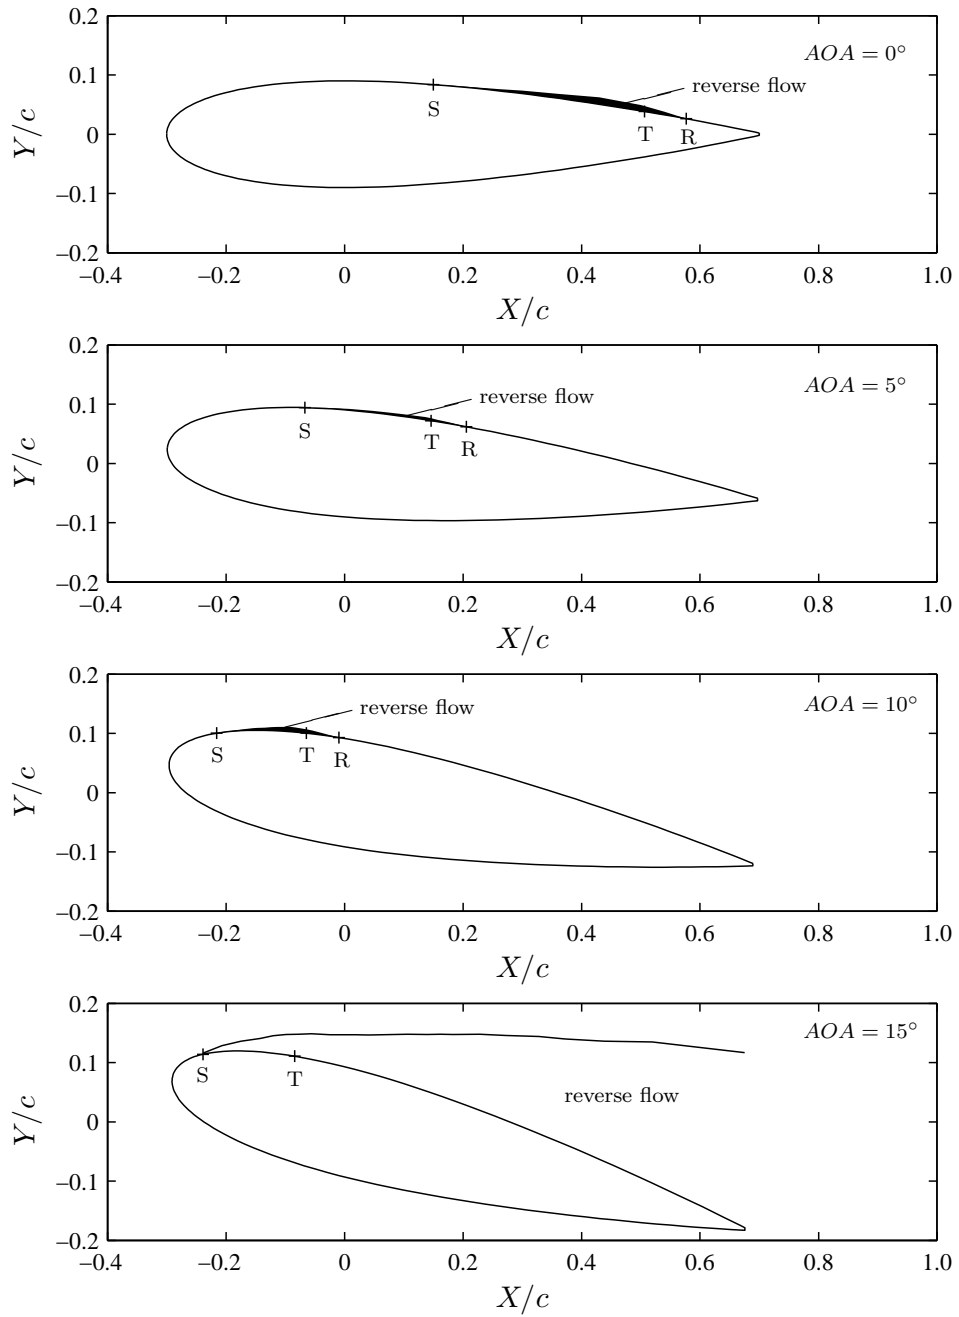 0.2
AOA = 0°
0.1
reverse flow
S
T
R
0
Y/c
–0.1
–0.2
–0.4 –0.2 0 0.2 0.4 0.6 0.8 1.0
X/c
0.2
AOA = 5°
reverse flow
0.1
S
T
R
0
Y/c
–0.1
–0.2
–0.4 –0.2 0 0.2 0.4 0.6 0.8 1.0
X/c
0.2
AOA = 10°
reverse flow
0.1
S
T
R
0
Y/c
–0.1
–0.2
–0.4 –0.2 0 0.2 0.4 0.6 0.8 1.0
X/c
0.2
AOA = 15°
0.1
S
T
reverse flow
0
Y/c
–0.1
–0.2
–0.4 –0.2 0 0.2 0.4 0.6 0.8 1.0
X/c